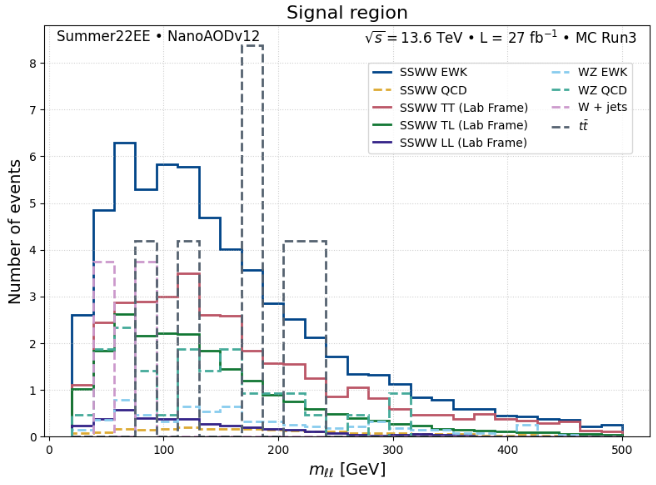 Signal region
Summer22EE • NanoAODv12
√s = 13.6 TeV • L = 27 fb⁻¹ • MC Run3
SSWW EWK
SSWW QCD
SSWW TT (Lab Frame)
SSWW TL (Lab Frame)
SSWW LL (Lab Frame)
WZ EWK
WZ QCD
W + jets
tt̄
Number of events
8
7
6
5
4
3
2
1
0
0 100 200 300 400 500
mℓℓ [GeV]